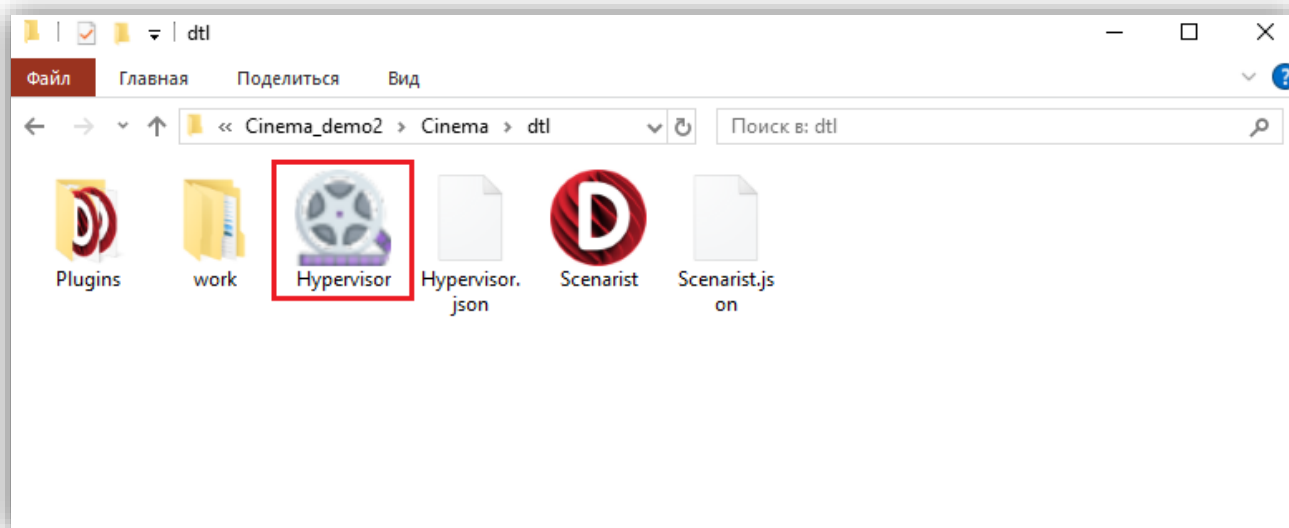 dtl
Файл Главная Поделиться Вид
?
« Cinema_demo2 › Cinema › dtl Поиск в: dtl
D D
Plugins work Hypervisor Hypervisor. Scenarist Scenarist.js
json on